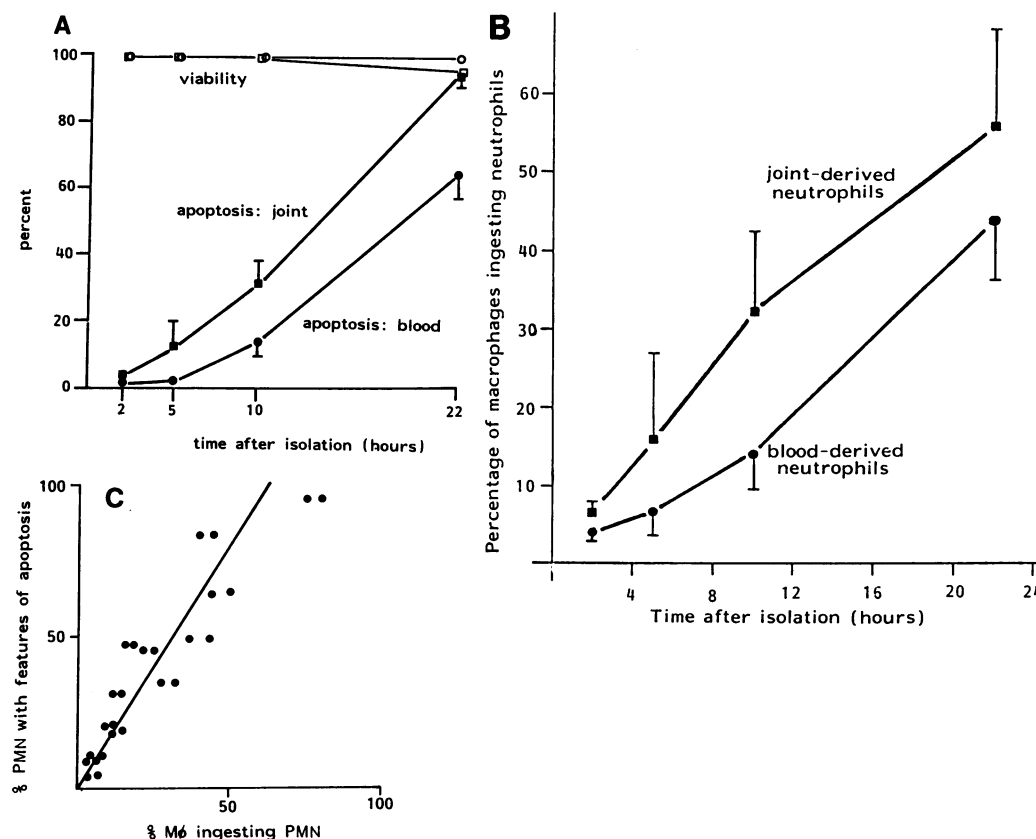 A
100
80
60
40
20
0
percent
viability
apoptosis: joint
apoptosis: blood
2
5
10
22
time after isolation (hours)
B
60
50
40
30
20
10
Percentage of macrophages ingesting neutrophils
joint-derived
neutrophils
blood-derived
neutrophils
4
8
12
16
20
24
Time after isolation (hours)
C
100
50
% PMN with features of apoptosis
50
100
% Mø ingesting PMN